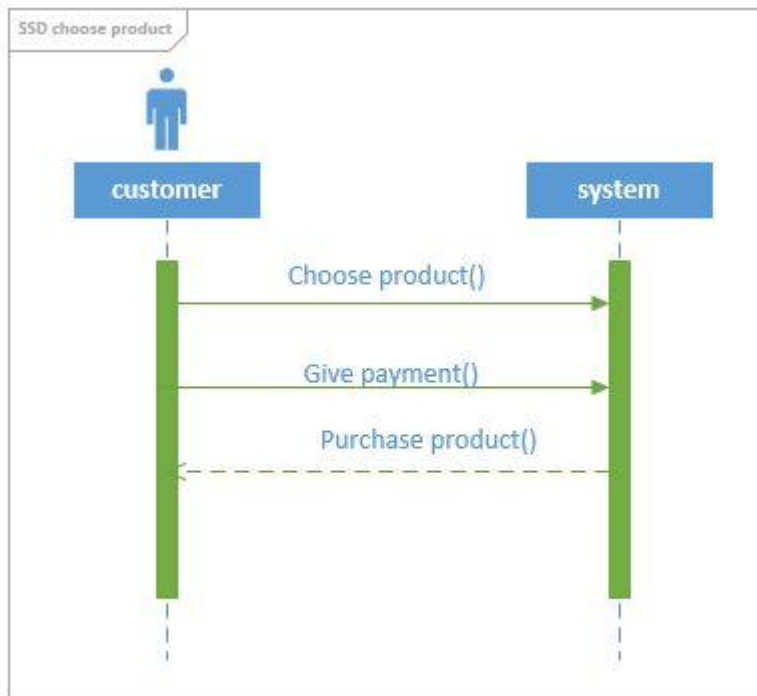 SSD choose product
customer
system
Choose product()
Give payment()
Purchase product()